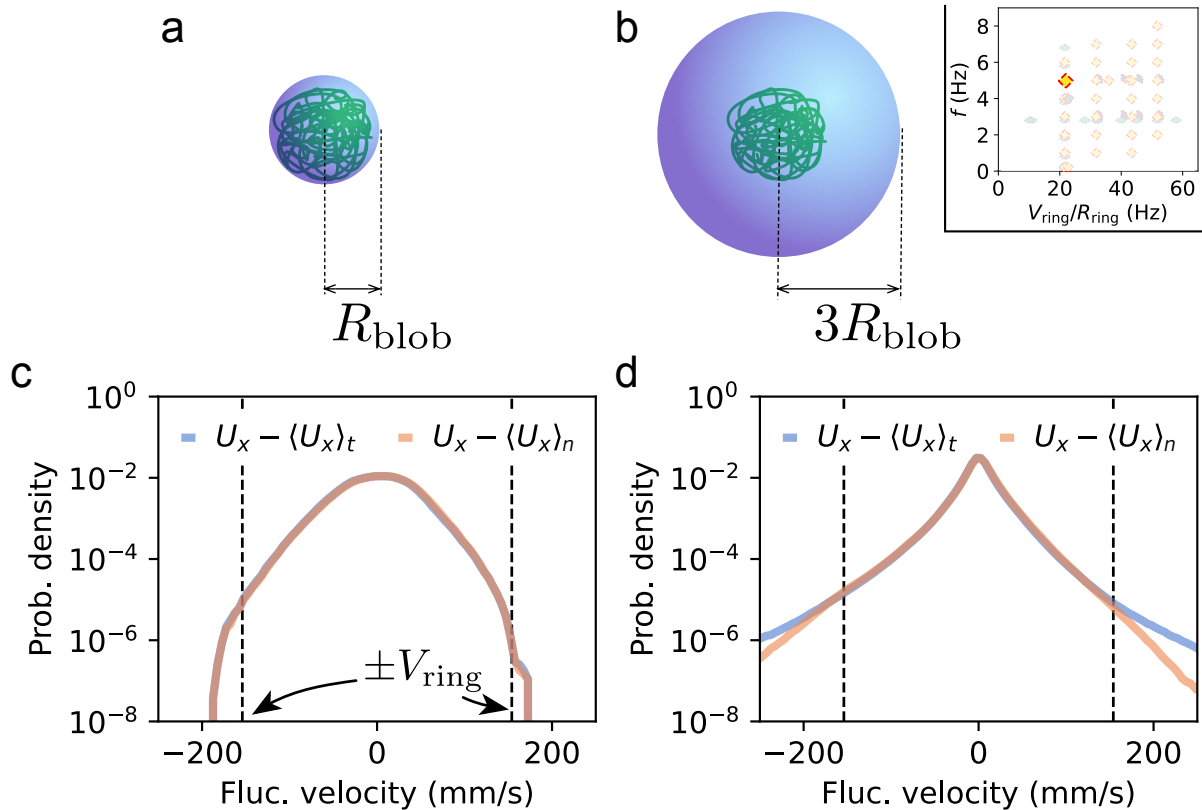 a
b
R_blob
3R_blob
8
6
4
2
0
f (Hz)
0 20 40 60
V_ring/R_ring (Hz)
c
10^0
10^-2
10^-4
10^-6
10^-8
Prob. density
U_x − ⟨U_x⟩_t U_x − ⟨U_x⟩_n
±V_ring
−200 0 200
Fluc. velocity (mm/s)
d
10^0
10^-2
10^-4
10^-6
10^-8
Prob. density
U_x − ⟨U_x⟩_t U_x − ⟨U_x⟩_n
−200 0 200
Fluc. velocity (mm/s)